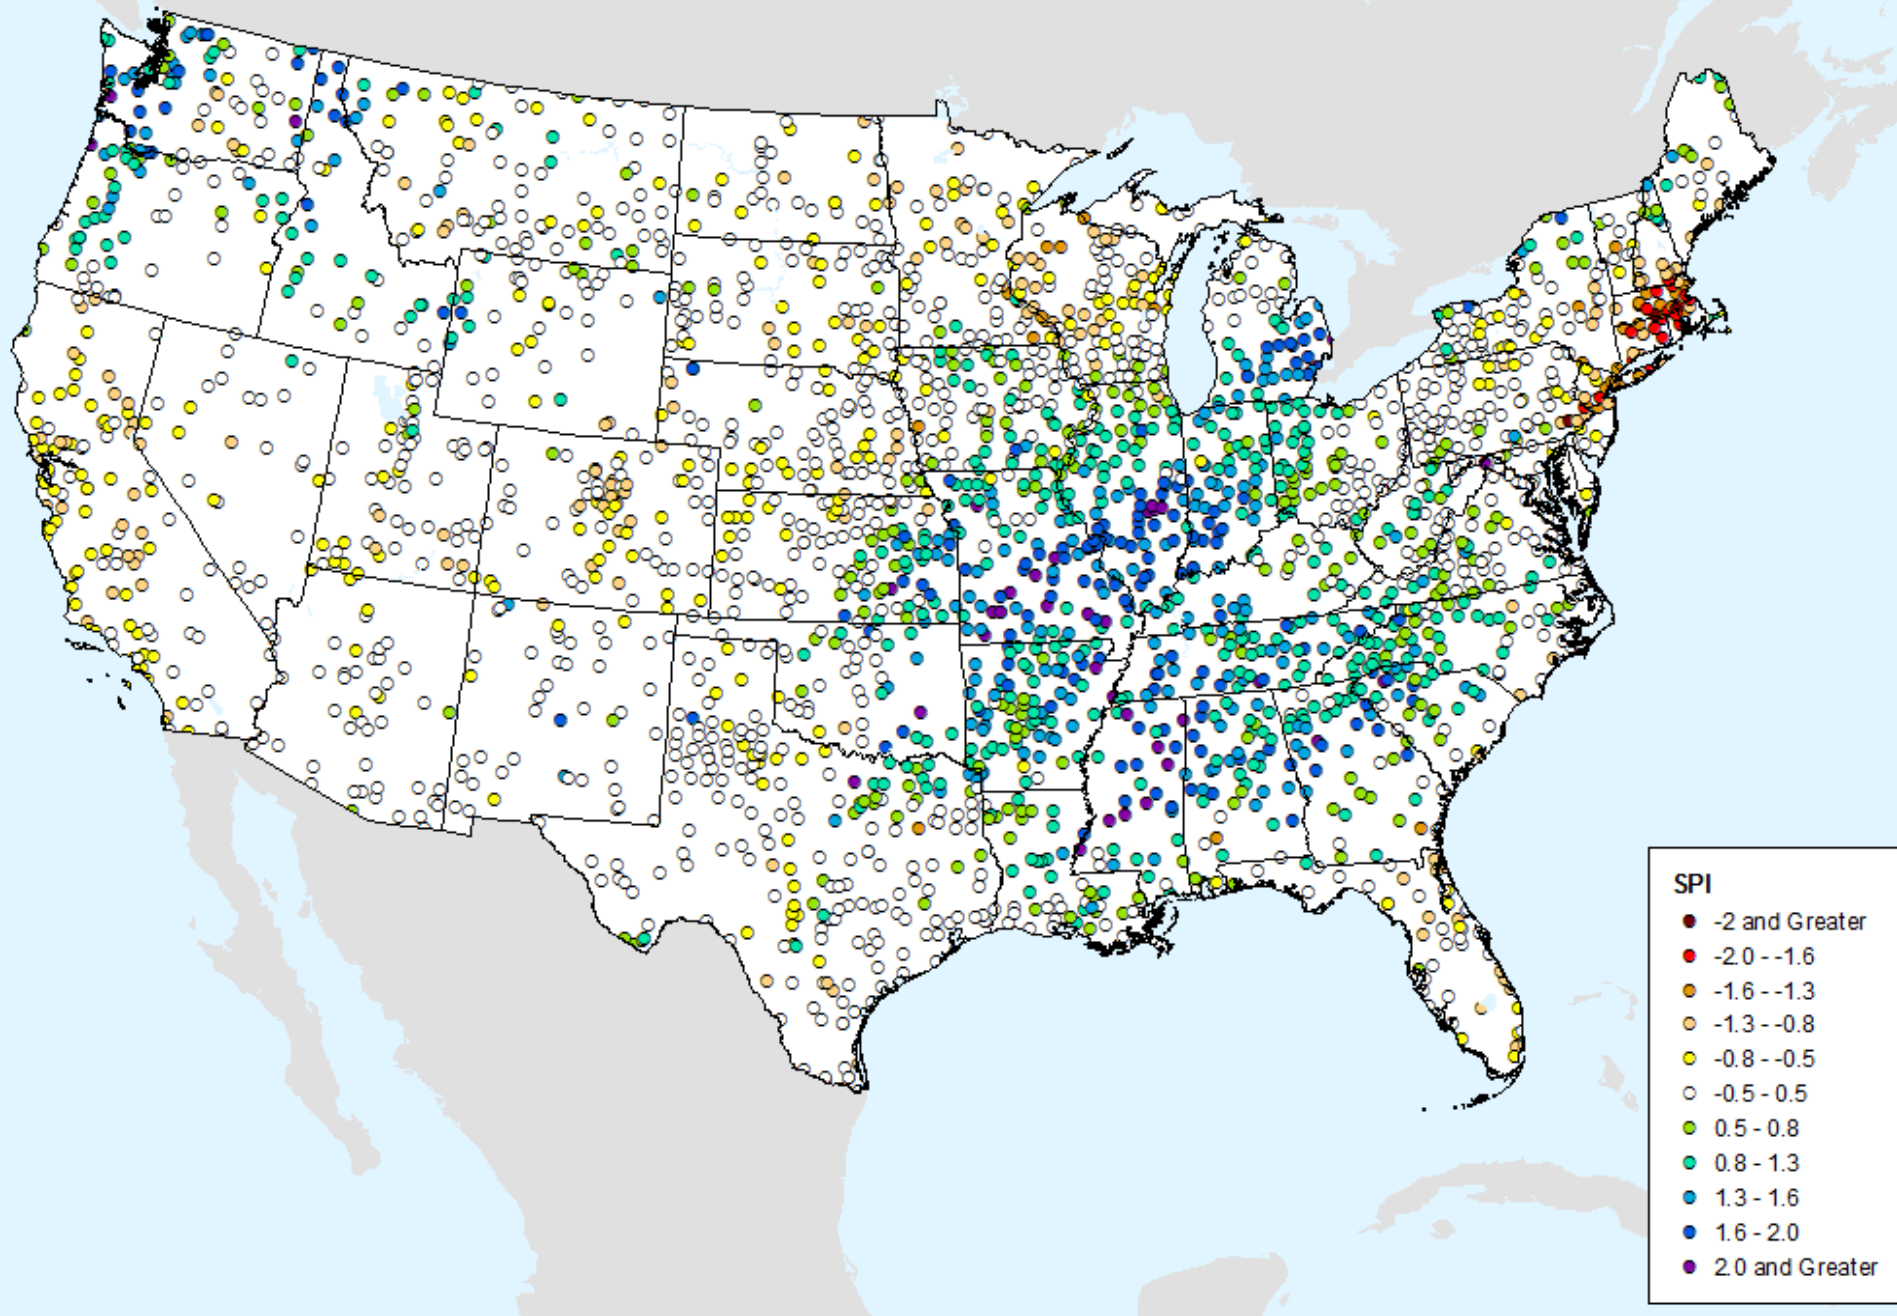 SPI
-2 and Greater
-2.0 - -1.6
-1.6 - -1.3
-1.3 - -0.8
-0.8 - -0.5
-0.5 - 0.5
0.5 - 0.8
0.8 - 1.3
1.3 - 1.6
1.6 - 2.0
2.0 and Greater